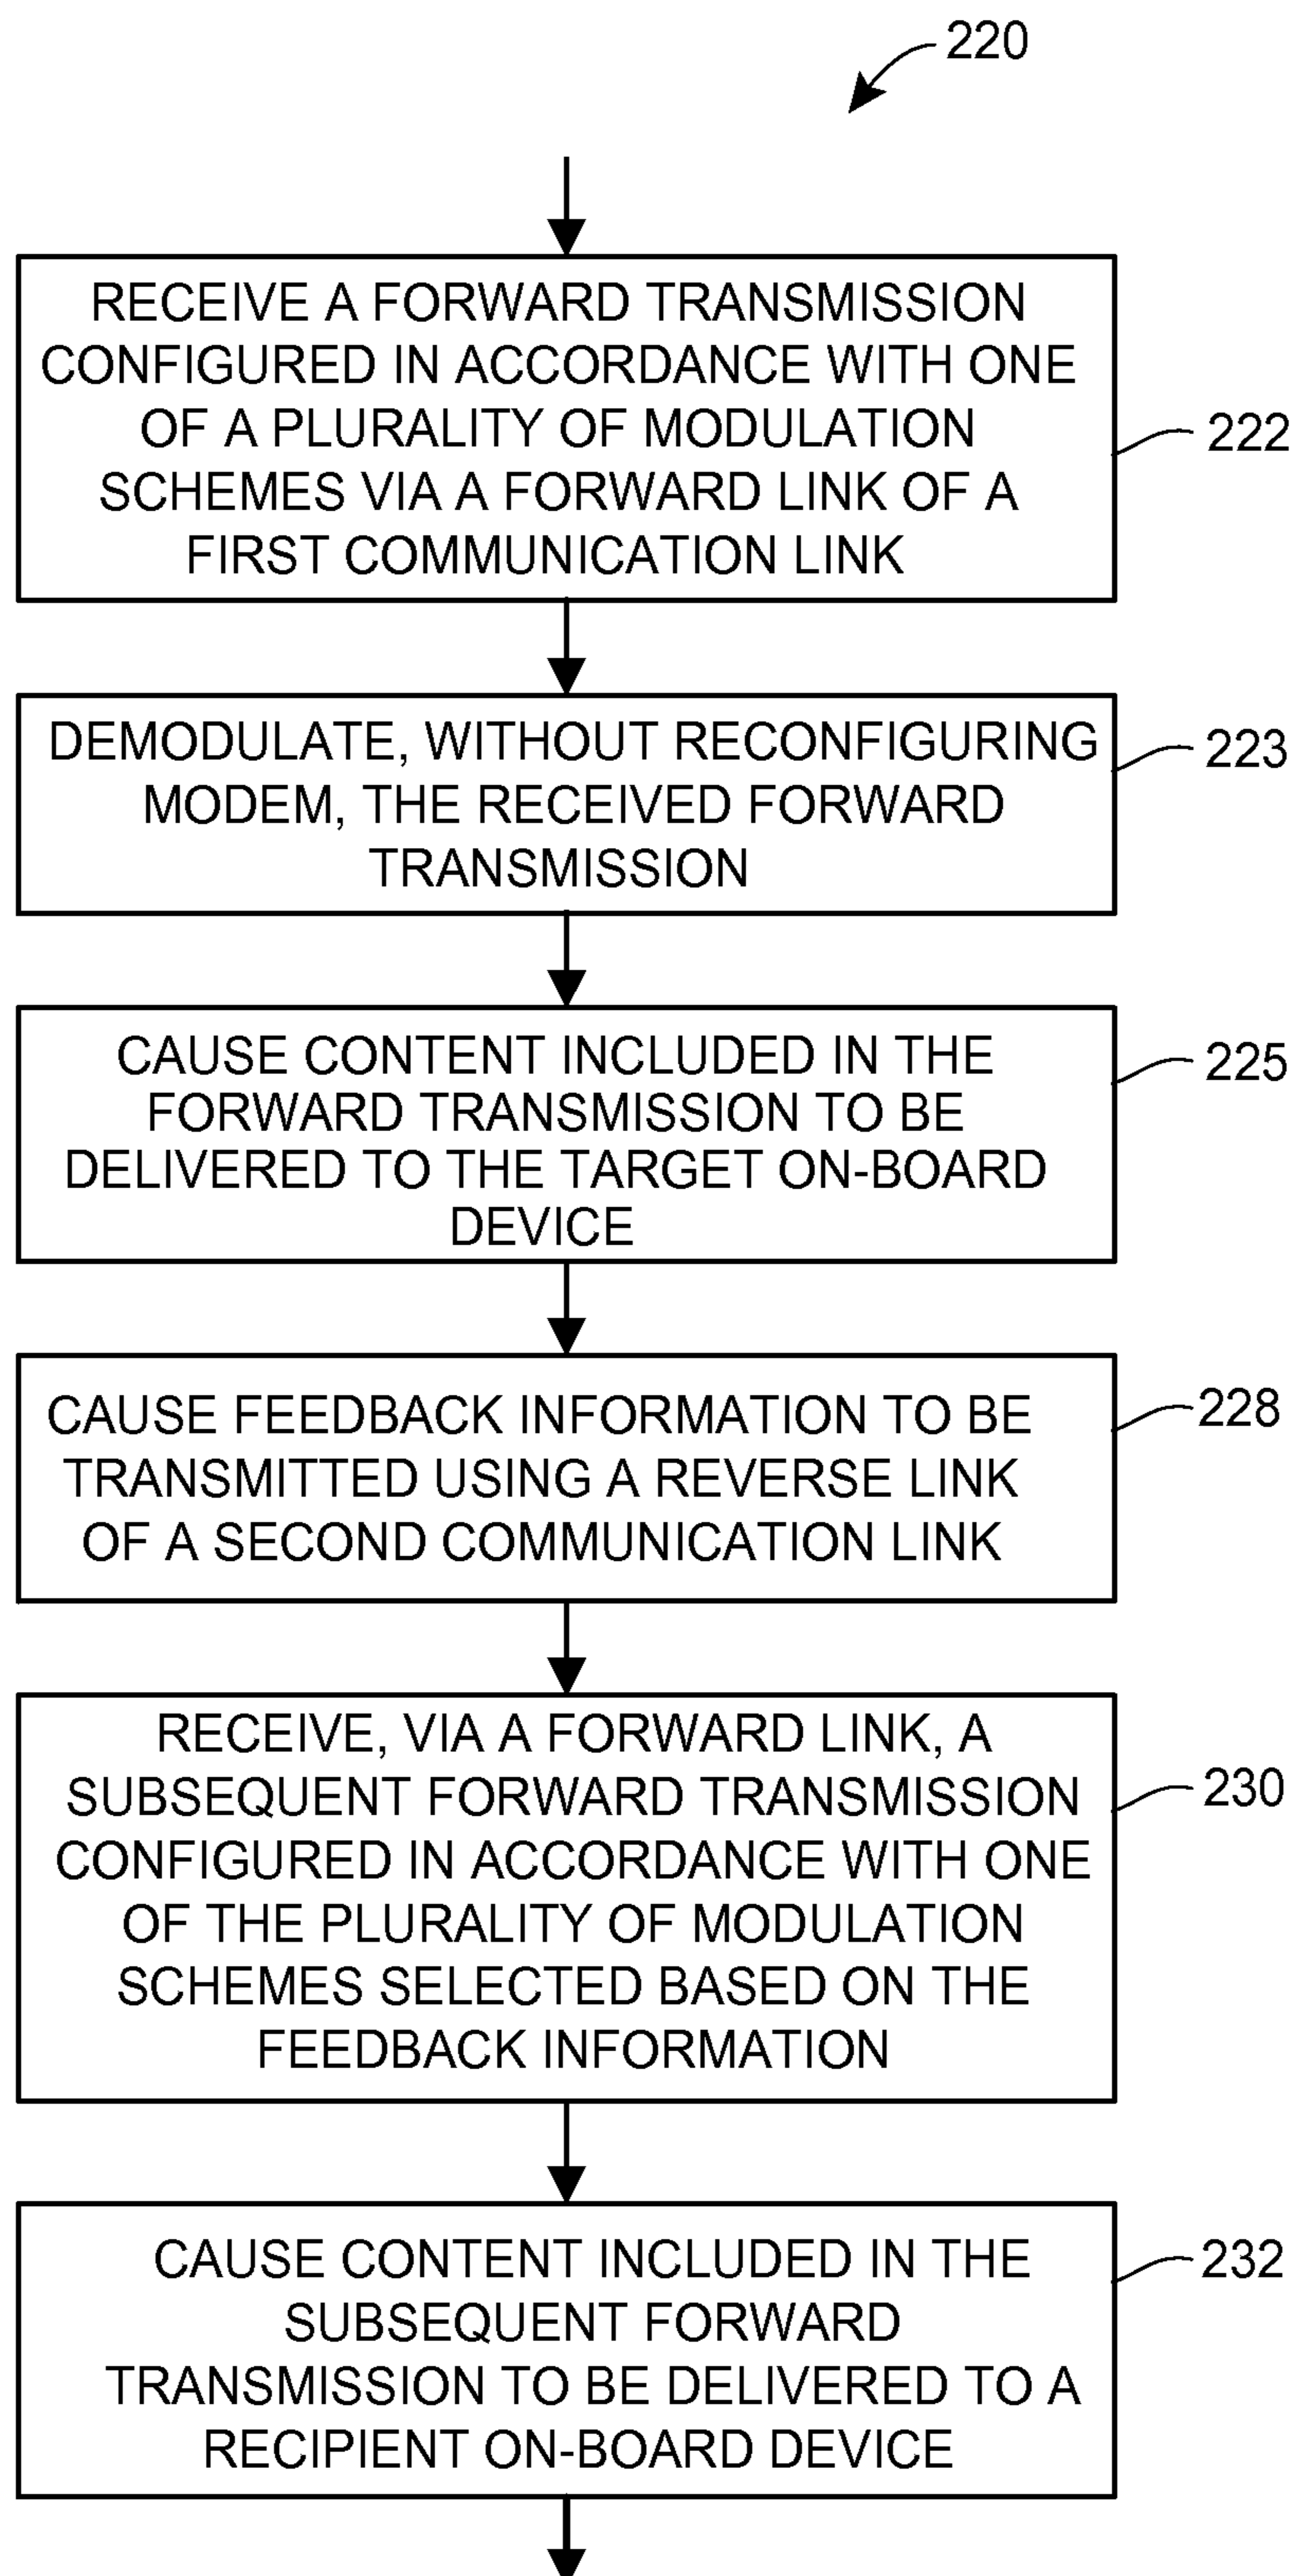 220
RECEIVE A FORWARD TRANSMISSION
CONFIGURED IN ACCORDANCE WITH ONE
OF A PLURALITY OF MODULATION
SCHEMES VIA A FORWARD LINK OF A
FIRST COMMUNICATION LINK
222
DEMODULATE, WITHOUT RECONFIGURING
MODEM, THE RECEIVED FORWARD
TRANSMISSION
223
CAUSE CONTENT INCLUDED IN THE
FORWARD TRANSMISSION TO BE
DELIVERED TO THE TARGET ON-BOARD
DEVICE
225
CAUSE FEEDBACK INFORMATION TO BE
TRANSMITTED USING A REVERSE LINK
OF A SECOND COMMUNICATION LINK
228
RECEIVE, VIA A FORWARD LINK, A
SUBSEQUENT FORWARD TRANSMISSION
CONFIGURED IN ACCORDANCE WITH ONE
OF THE PLURALITY OF MODULATION
SCHEMES SELECTED BASED ON THE
FEEDBACK INFORMATION
230
CAUSE CONTENT INCLUDED IN THE
SUBSEQUENT FORWARD
TRANSMISSION TO BE DELIVERED TO A
RECIPIENT ON-BOARD DEVICE
232